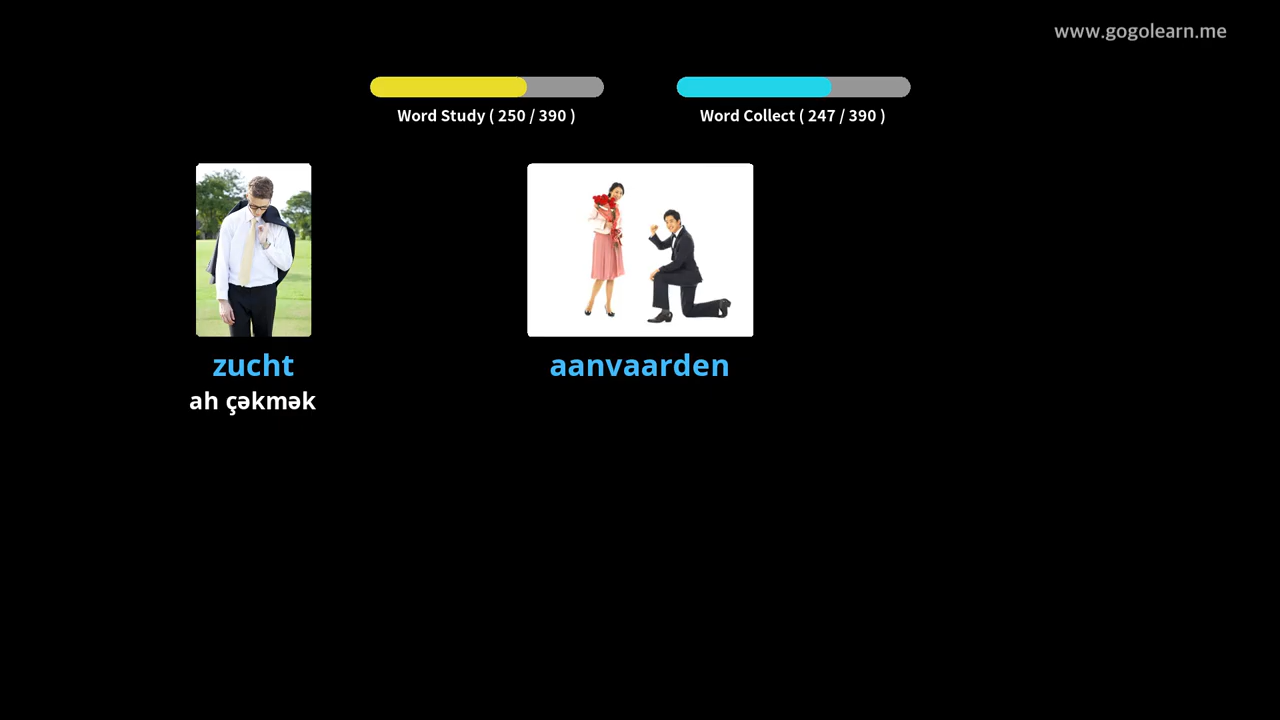 www.gogolearn.me
Word Study ( 250 / 390 )
Word Collect ( 247 / 390 )
zucht
aanvaarden
ah çəkmək